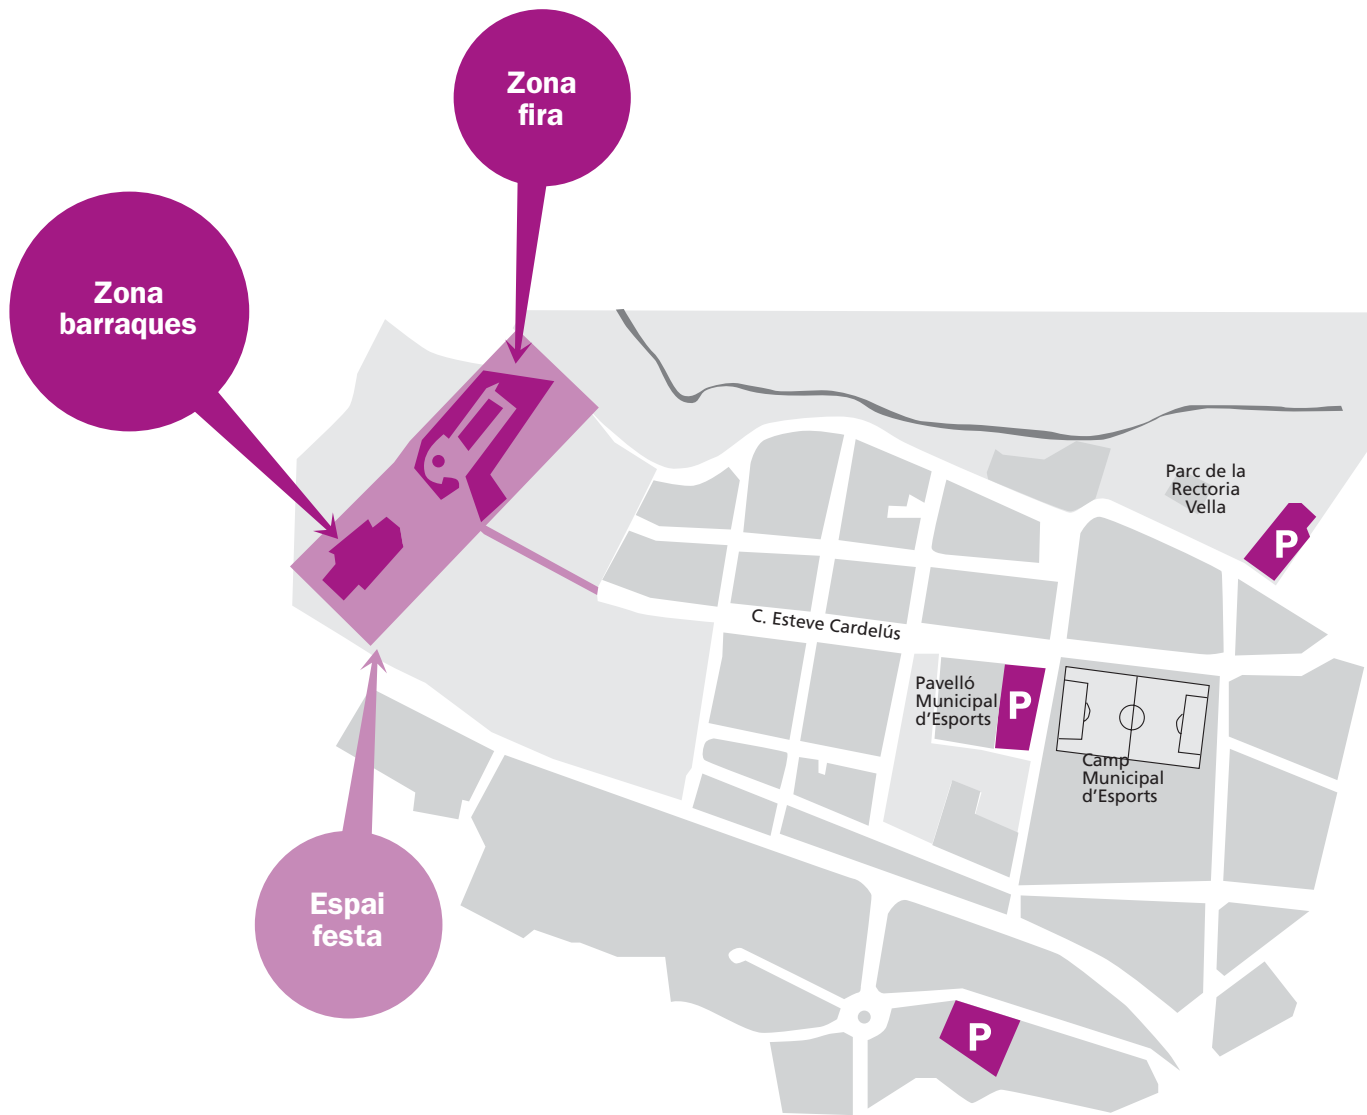 Zona
fira
Zona
barraques
Parc de la
Rectoria
Vella
P
C. Esteve Cardelús
Pavelló
Municipal
d'Esports
P
Camp
Municipal
d'Esports
Espai
festa
P